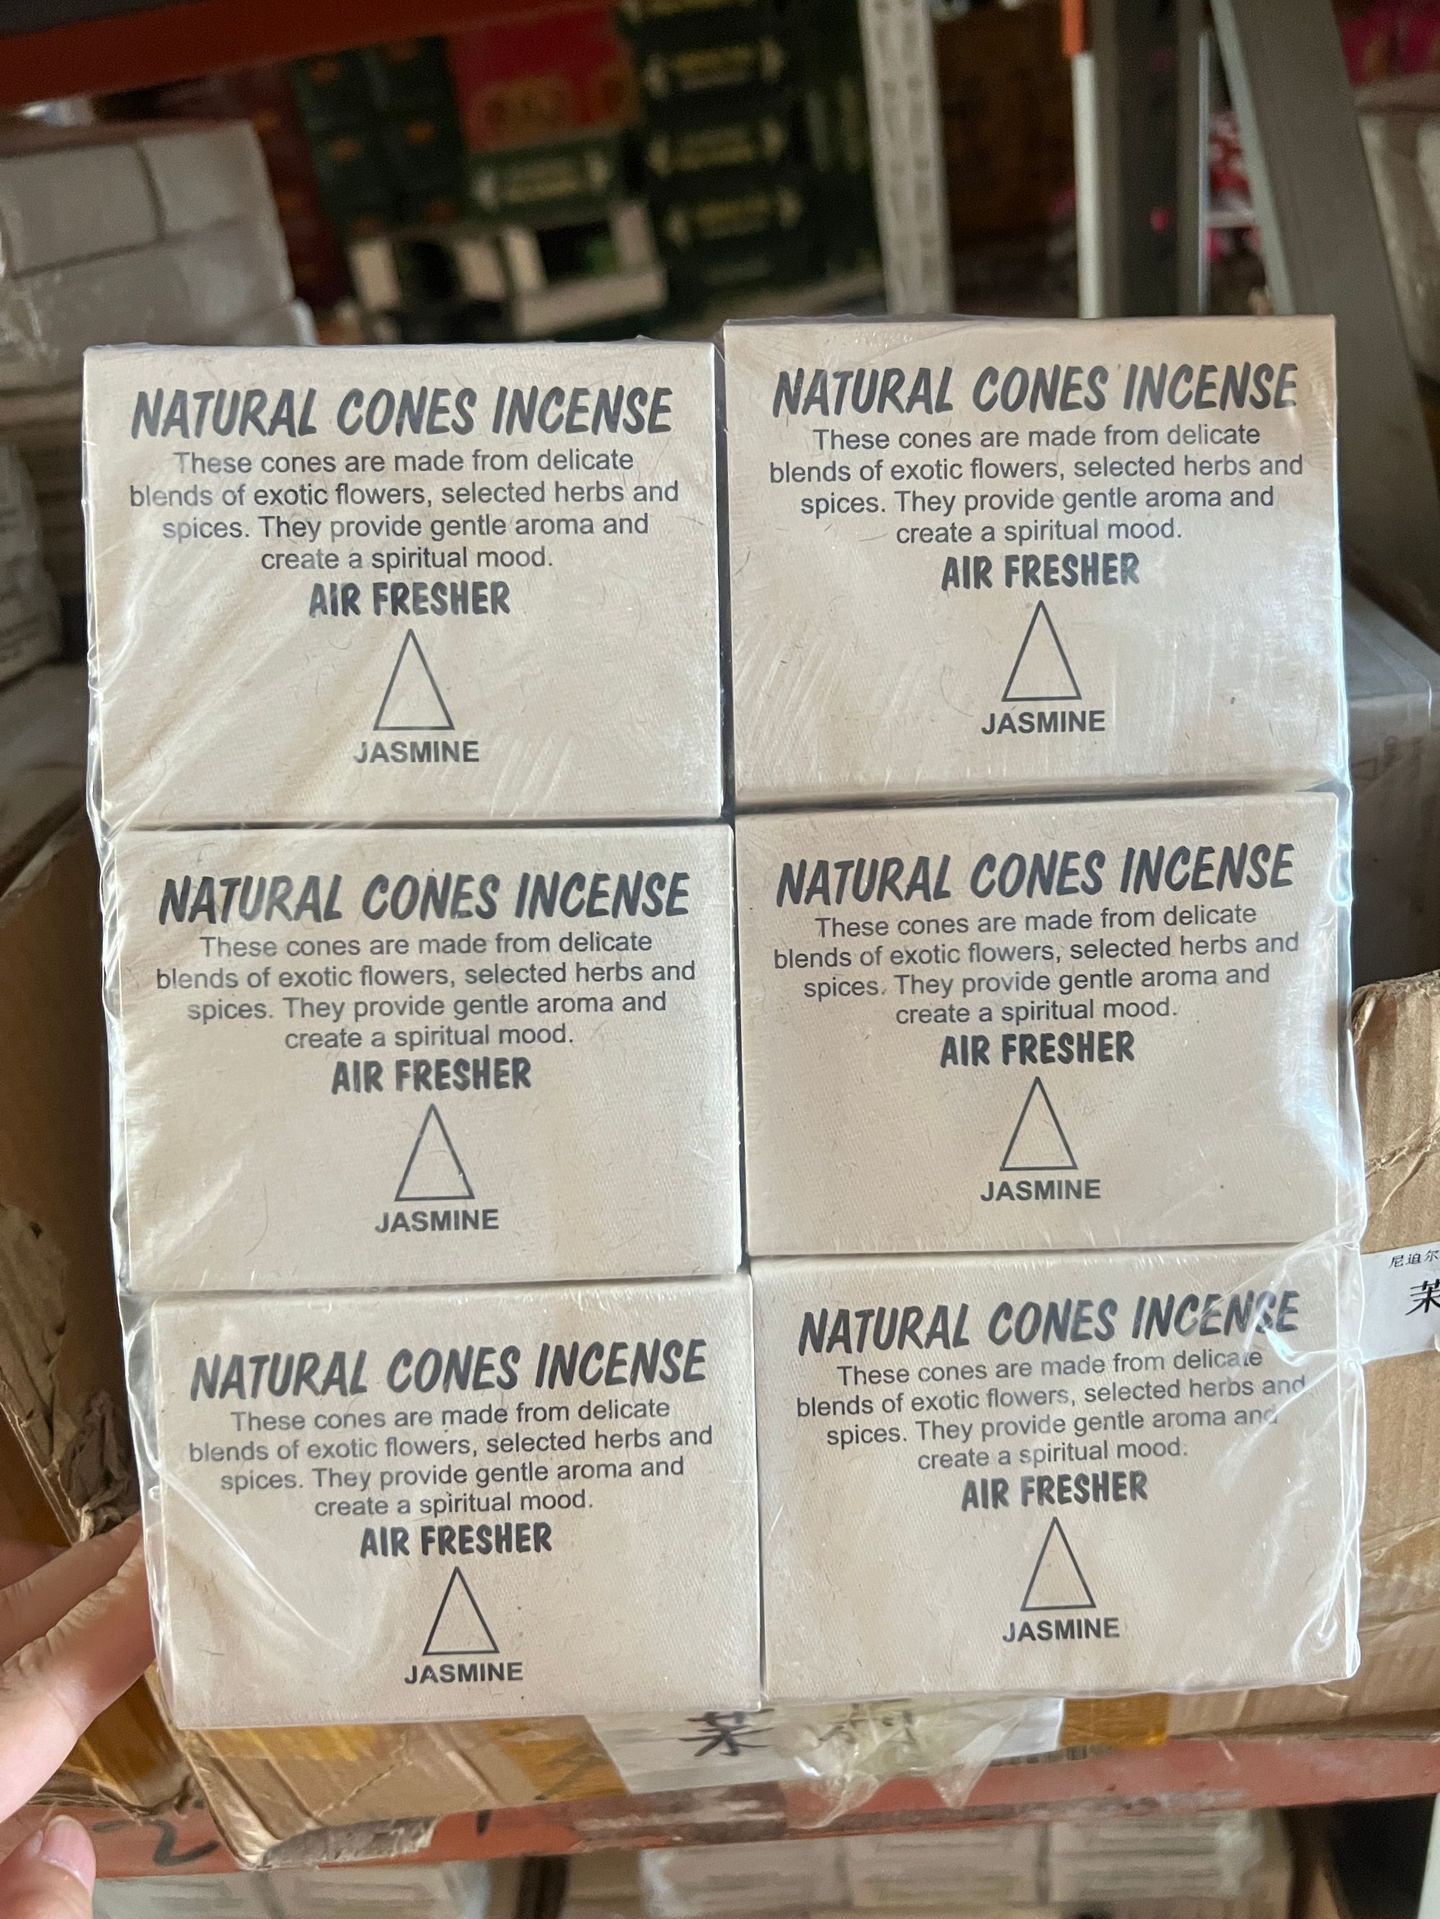 NATURAL CONES INCENSE
These cones are made from delicate
blends of exotic flowers, selected herbs and
spices. They provide gentle aroma and
create a spiritual mood.
AIR FRESHER
JASMINE
NATURAL CONES INCENSE
These cones are made from delicate
blends of exotic flowers, selected herbs and
spices. They provide gentle aroma and
create a spiritual mood.
AIR FRESHER
JASMINE
NATURAL CONES INCENSE
These cones are made from delicate
blends of exotic flowers, selected herbs and
spices. They provide gentle aroma and
create a spiritual mood.
AIR FRESHER
JASMINE
NATURAL CONES INCENSE
These cones are made from delicate
blends of exotic flowers, selected herbs and
spices. They provide gentle aroma and
create a spiritual mood.
AIR FRESHER
JASMINE
NATURAL CONES INCENSE
These cones are made from delicate
blends of exotic flowers, selected herbs and
spices. They provide gentle aroma and
create a spiritual mood.
AIR FRESHER
JASMINE
NATURAL CONES INCENSE
These cones are made from delicate
blends of exotic flowers, selected herbs and
spices. They provide gentle aroma and
create a spiritual mood.
AIR FRESHER
JASMINE
尼迫尔
茉
茉
2